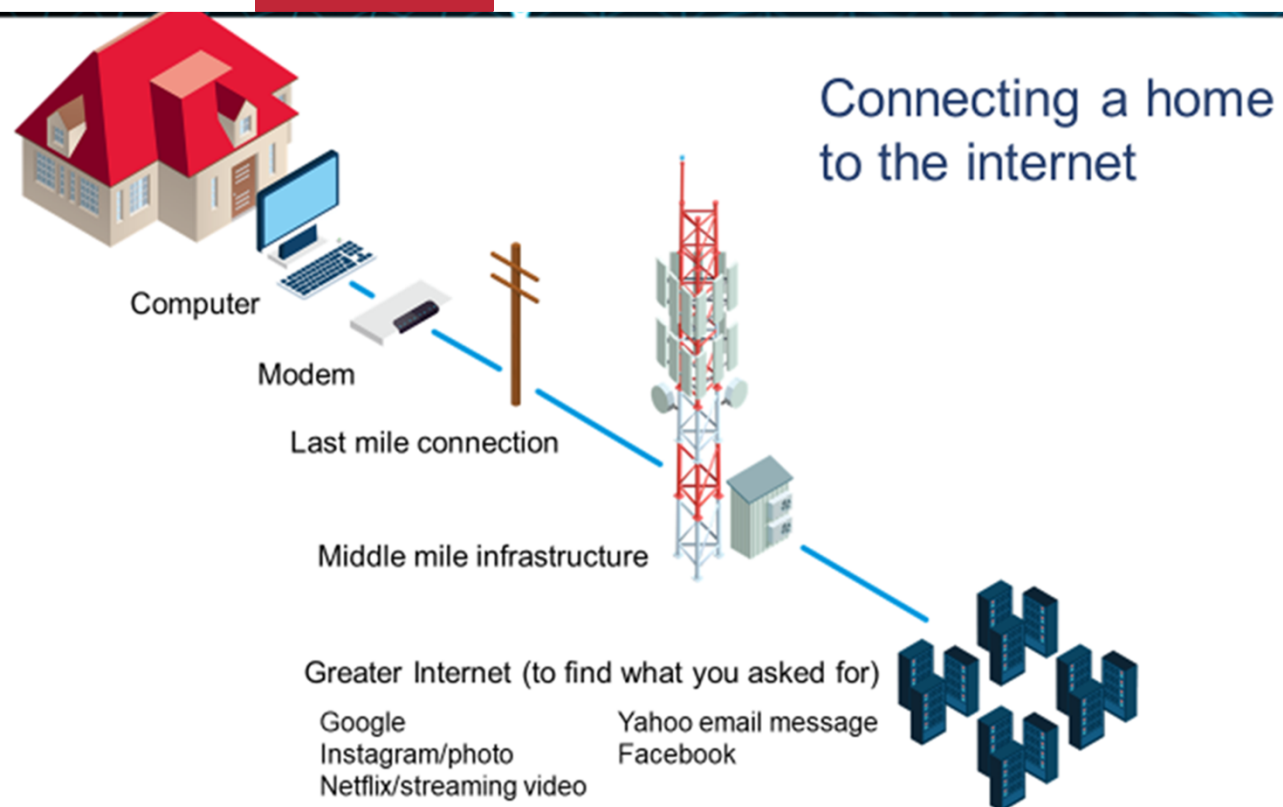 Connecting a home
to the internet
Computer
Modem
Last mile connection
Middle mile infrastructure
Greater Internet (to find what you asked for)
Google
Instagram/photo
Netflix/streaming video
Yahoo email message
Facebook